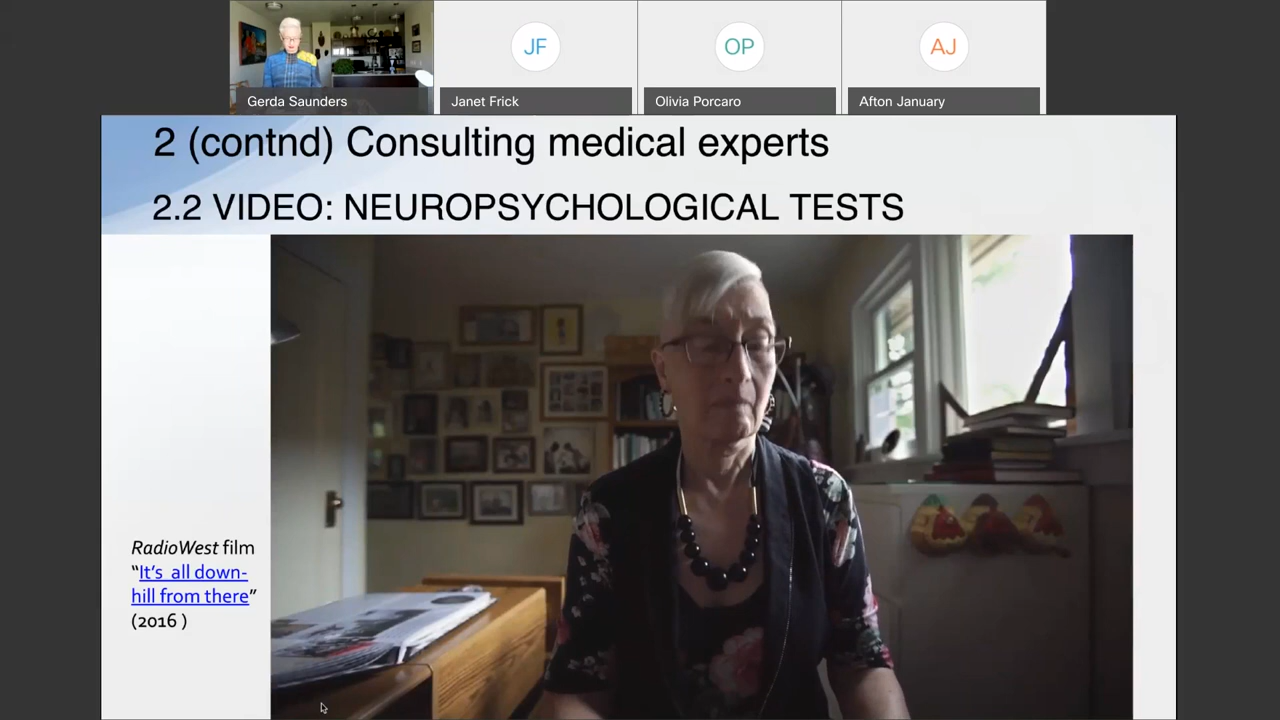 JF
OP
AJ
Gerda Saunders
Janet Frick
Olivia Porcaro
Afton January
2 (contnd) Consulting medical experts
2.2 VIDEO: NEUROPSYCHOLOGICAL TESTS
RadioWest film
“It’s all down-
hill from there”
(2016 )